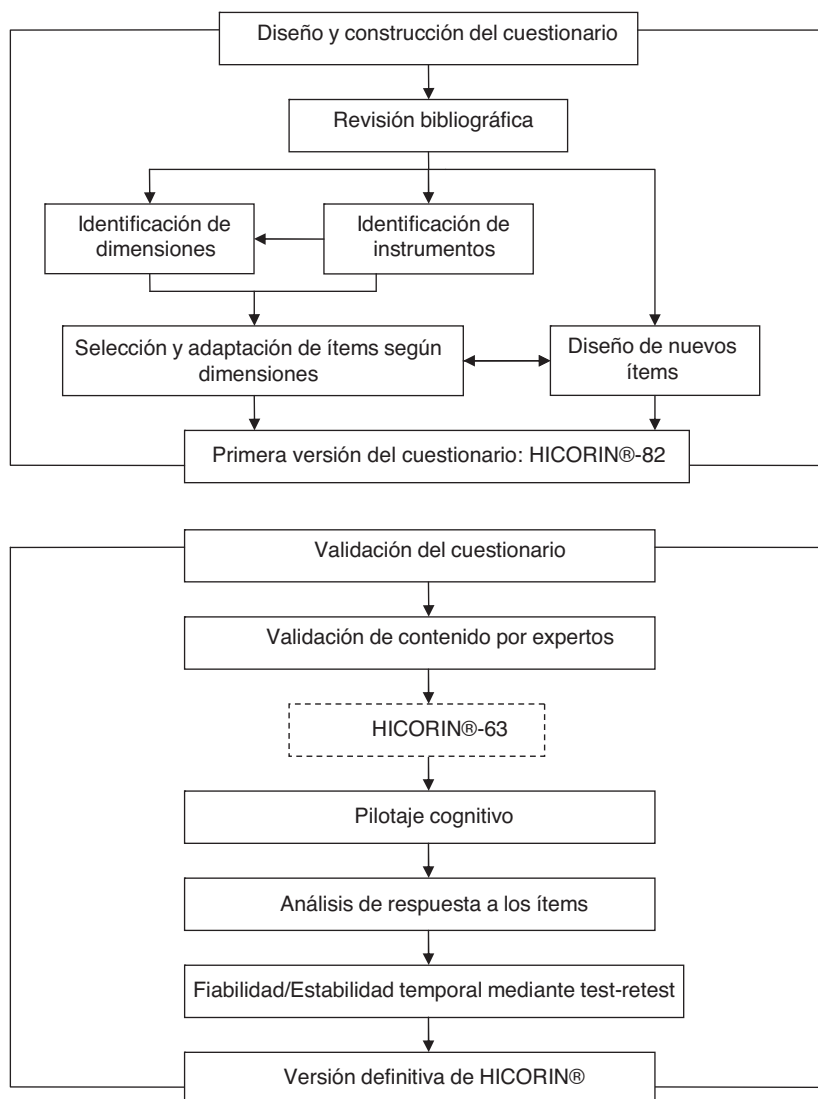 Diseño y construcción del cuestionario
Revisión bibliográfica
Identificación de
dimensiones
Identificación de
instrumentos
Selección y adaptación de ítems según
dimensiones
Diseño de nuevos
ítems
Primera versión del cuestionario: HICORIN®-82
Validación del cuestionario
Validación de contenido por expertos
HICORIN®-63
Pilotaje cognitivo
Análisis de respuesta a los ítems
Fiabilidad/Estabilidad temporal mediante test-retest
Versión definitiva de HICORIN®